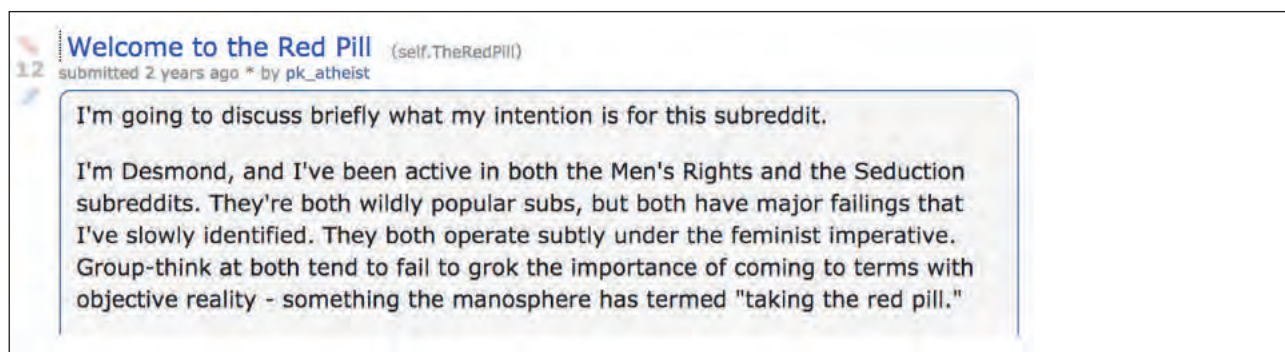 Welcome to the Red Pill (self.TheRedPill)
12 submitted 2 years ago * by pk_atheist
I'm going to discuss briefly what my intention is for this subreddit.
I'm Desmond, and I've been active in both the Men's Rights and the Seduction
subreddits. They're both wildly popular subs, but both have major failings that
I've slowly identified. They both operate subtly under the feminist imperative.
Group-think at both tend to fail to grok the importance of coming to terms with
objective reality - something the manosphere has termed "taking the red pill."